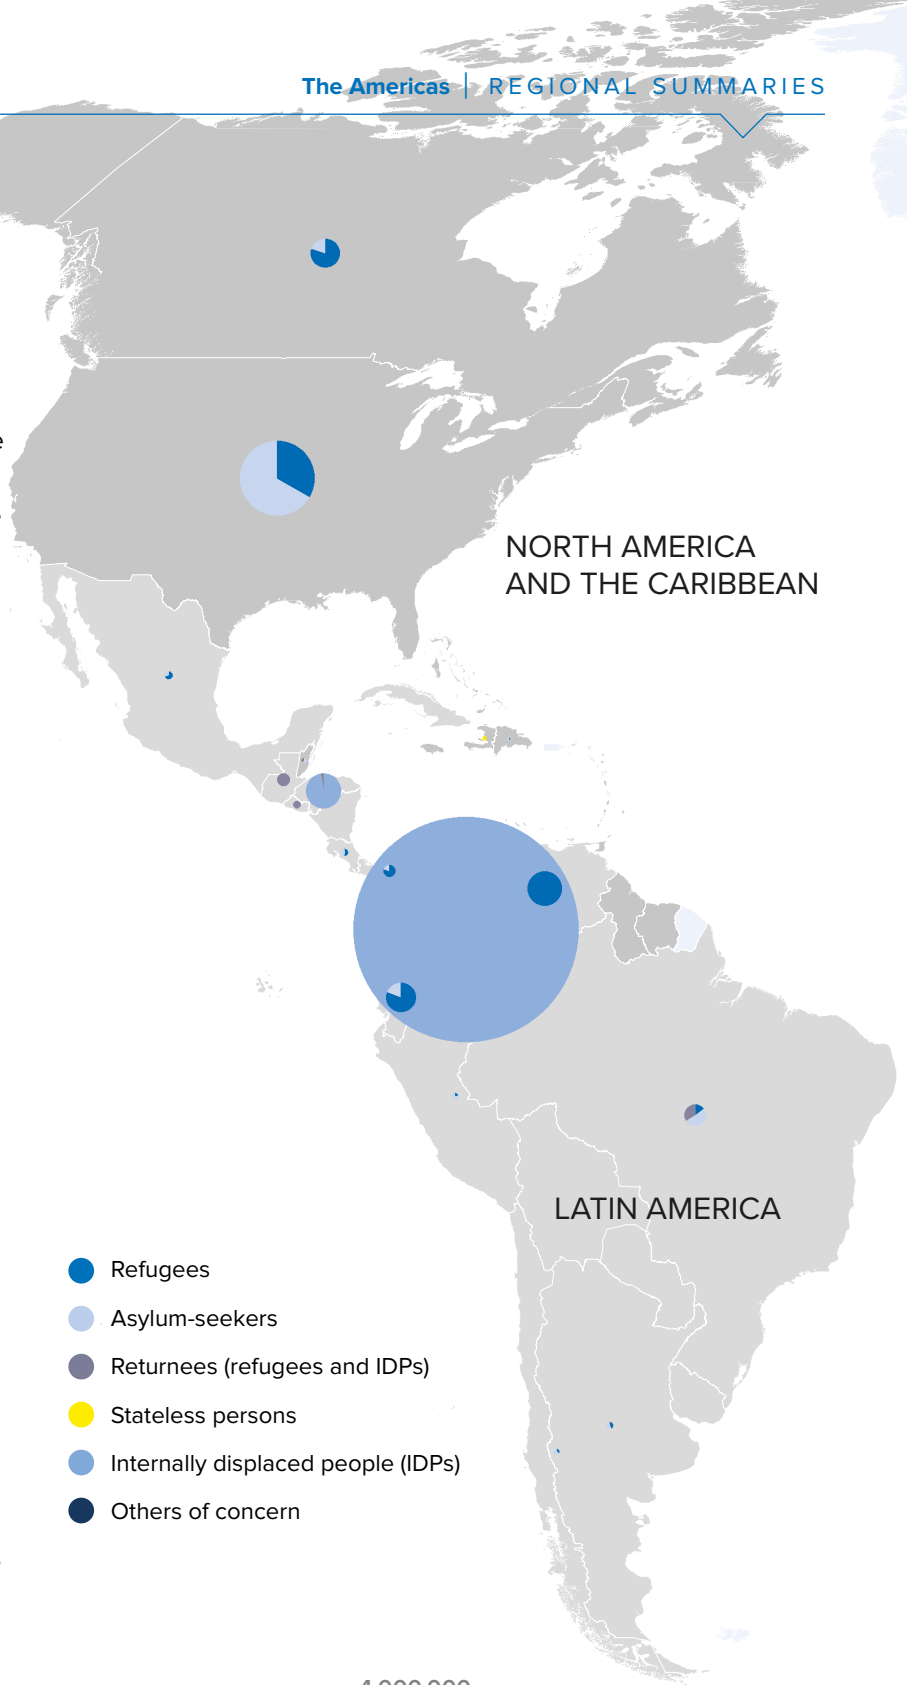 The Americas | REGIONAL SUMMARIES
e
NORTH AMERICA
AND THE CARIBBEAN
LATIN AMERICA
Refugees
Asylum-seekers
Returnees (refugees and IDPs)
Stateless persons
Internally displaced people (IDPs)
Others of concern